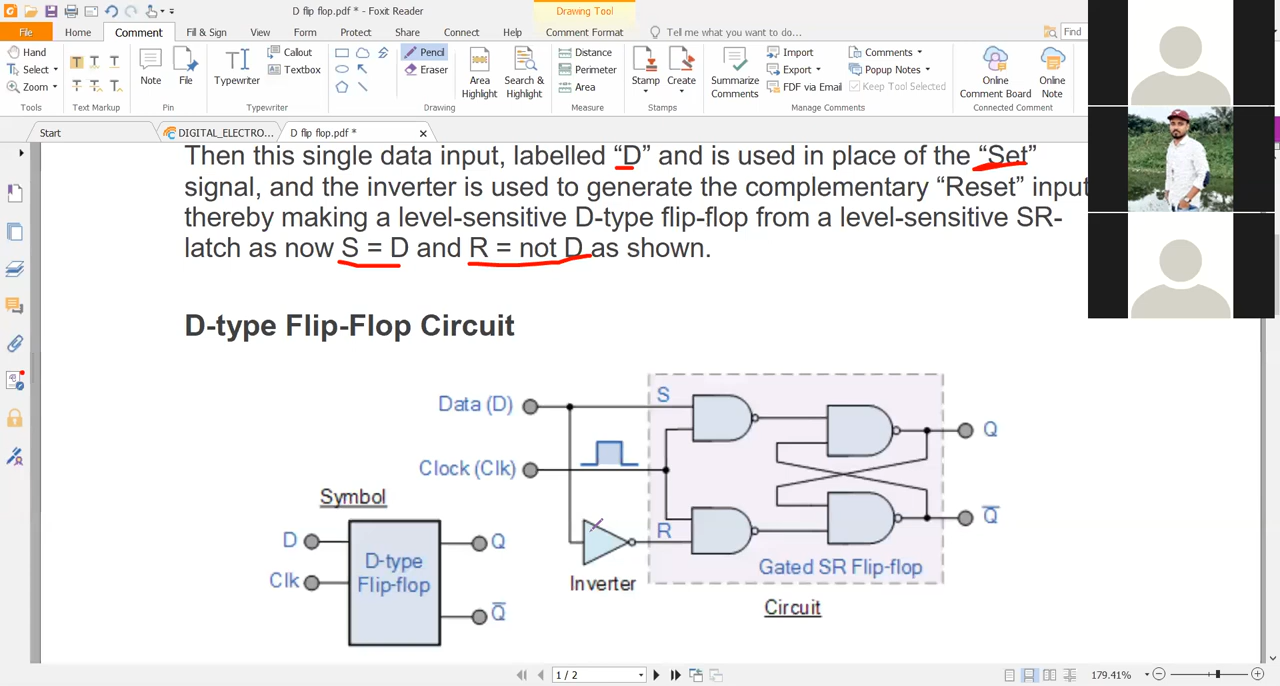 D flip flop.pdf * - Foxit Reader
Drawing Tool
File
Home
Comment
Fill & Sign
View
Form
Protect
Share
Connect
Help
Comment Format
Tell me what you want to do...
Find
Hand
Select
Zoom
Tools
Text Markup
Note
File
Pin
Typewriter
Callout
Textbox
Typewriter
Pencil
Eraser
Drawing
Area Highlight
Search & Highlight
Distance
Perimeter
Area
Measure
Stamp
Create
Stamps
Summarize Comments
Import
Export
FDF via Email
Comments
Popup Notes
Keep Tool Selected
Manage Comments
Online Comment Board
Online Note
Connected Comment
Start
DIGITAL_ELECTRO...
D flip flop.pdf *
Then this single data input, labelled “D” and is used in place of the “Set”
signal, and the inverter is used to generate the complementary “Reset” input
thereby making a level-sensitive D-type flip-flop from a level-sensitive SR-
latch as now S = D and R = not D as shown.
D-type Flip-Flop Circuit
Data (D)
S
Q
Clock (Clk)
Symbol
R
Q̅
D
Q
D-type
Flip-flop
Clk
Q̅
Inverter
Gated SR Flip-flop
Circuit
1 / 2
179.41%